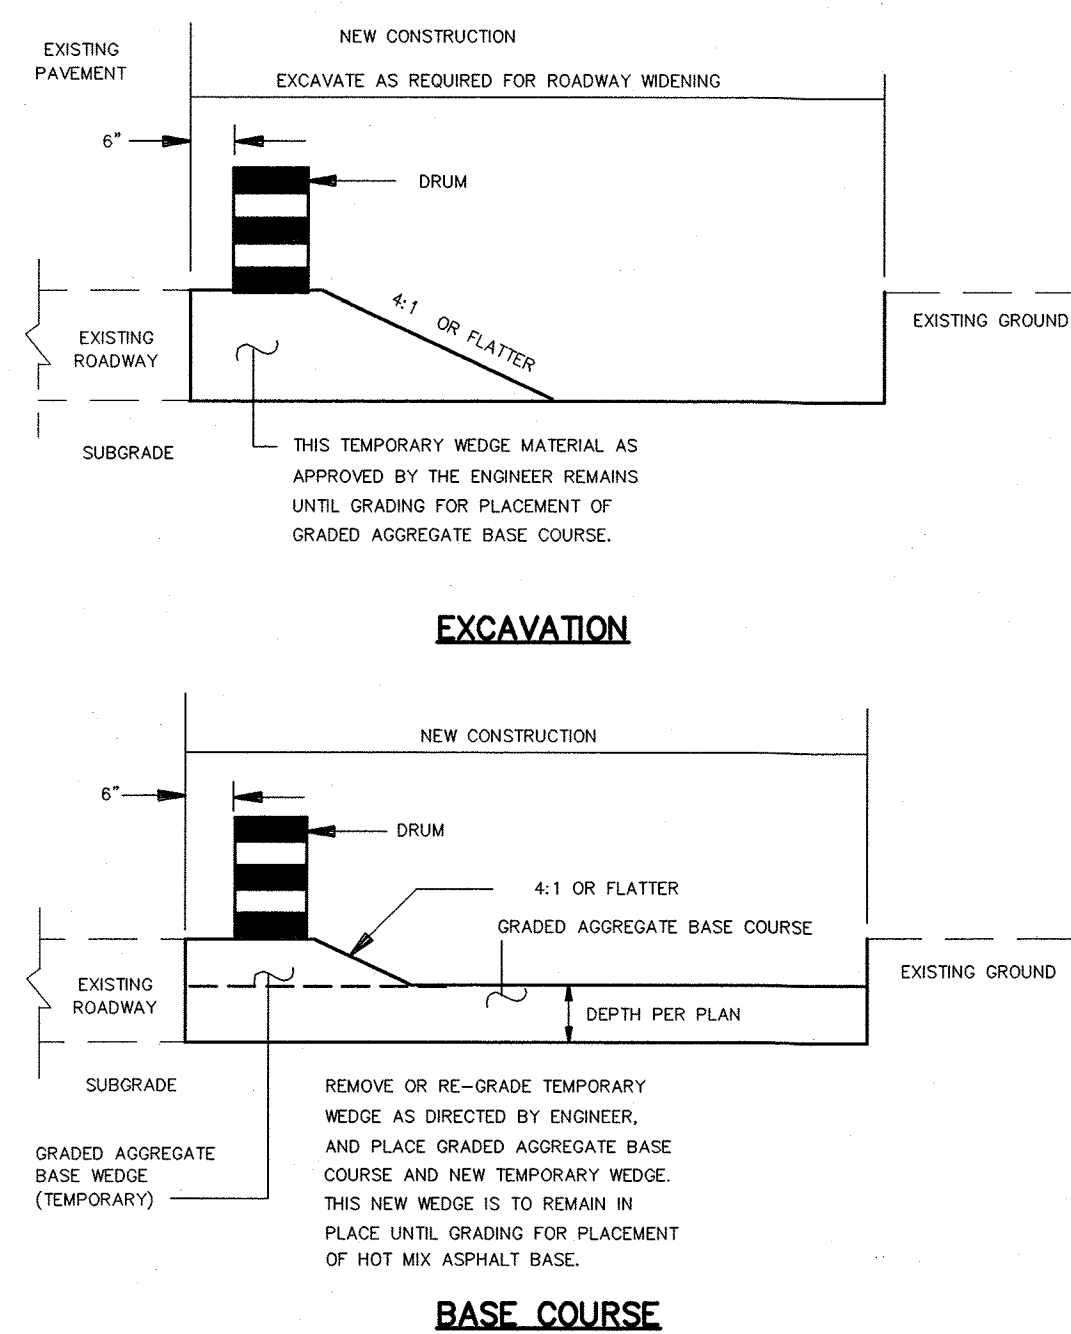 EXISTING
PAVEMENT
NEW CONSTRUCTION
EXCAVATE AS REQUIRED FOR ROADWAY WIDENING
6"
DRUM
4:1 OR FLATTER
EXISTING
ROADWAY
EXISTING GROUND
SUBGRADE
THIS TEMPORARY WEDGE MATERIAL AS
APPROVED BY THE ENGINEER REMAINS
UNTIL GRADING FOR PLACEMENT OF
GRADED AGGREGATE BASE COURSE.
EXCAVATION
NEW CONSTRUCTION
6"
DRUM
4:1 OR FLATTER
GRADED AGGREGATE BASE COURSE
EXISTING
ROADWAY
EXISTING GROUND
DEPTH PER PLAN
SUBGRADE
GRADED AGGREGATE
BASE WEDGE
(TEMPORARY)
REMOVE OR RE-GRADE TEMPORARY
WEDGE AS DIRECTED BY ENGINEER,
AND PLACE GRADED AGGREGATE BASE
COURSE AND NEW TEMPORARY WEDGE.
THIS NEW WEDGE IS TO REMAIN IN
PLACE UNTIL GRADING FOR PLACEMENT
OF HOT MIX ASPHALT BASE.
BASE COURSE